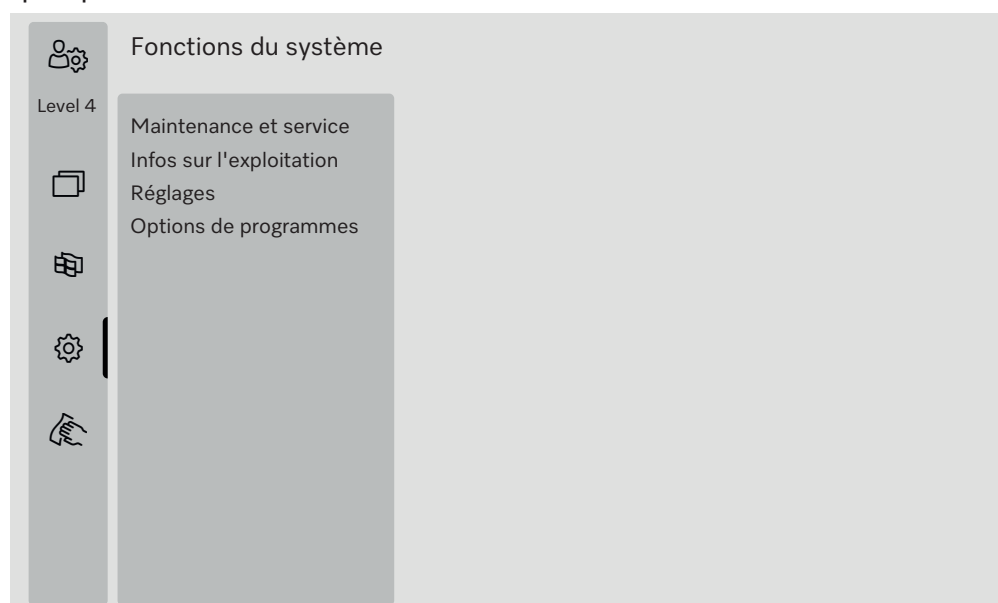 Fonctions du système
Level 4
Maintenance et service
Infos sur l'exploitation
Réglages
Options de programmes